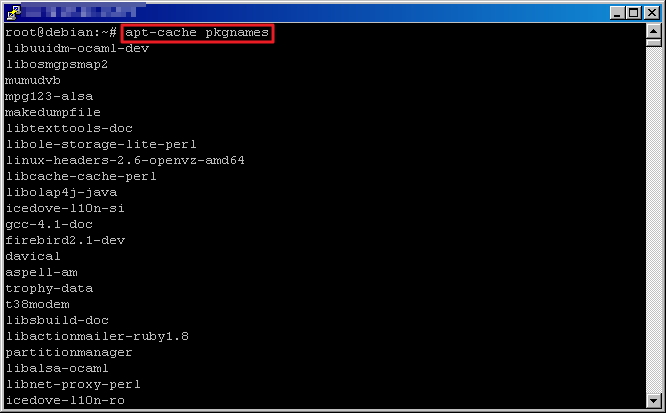 root@debian:~# apt-cache pkgnames
libuuidm-ocaml-dev
libosmgpsmap2
mumudvb
mpg123-alsa
makedumpfile
libtexttools-doc
libole-storage-lite-perl
linux-headers-2.6-openvz-amd64
libcache-cache-perl
libolap4j-java
icedove-l10n-si
gcc-4.1-doc
firebird2.1-dev
davical
aspell-am
trophy-data
t38modem
libsbuild-doc
libactionmailer-ruby1.8
partitionmanager
libalsa-ocaml
libnet-proxy-perl
icedove-l10n-ro